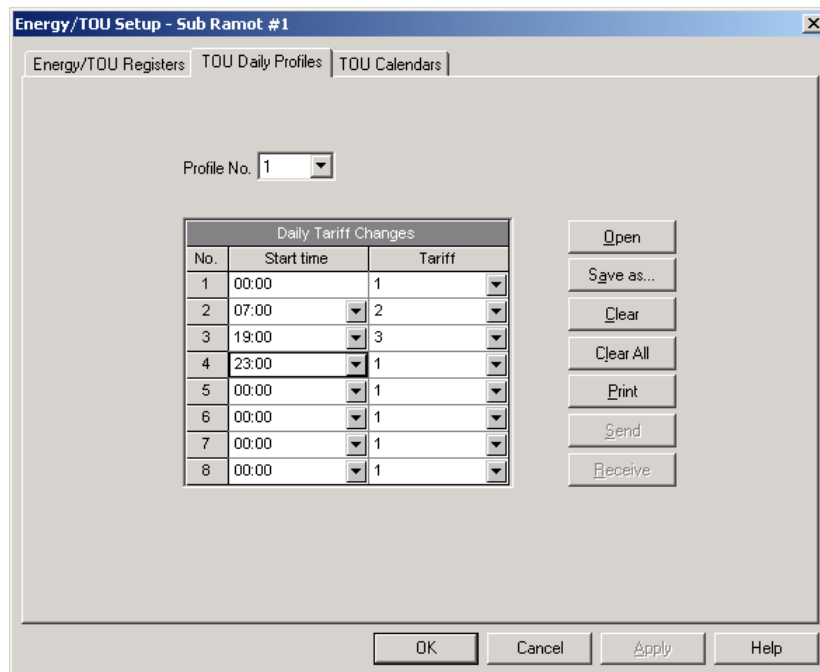 Energy/TOU Setup - Sub Ramot #1
Energy/TOU Registers TOU Daily Profiles TOU Calendars
Profile No. 1
Daily Tariff Changes
No. Start time Tariff
1 00:00 1
2 07:00 2
3 19:00 3
4 23:00 1
5 00:00 1
6 00:00 1
7 00:00 1
8 00:00 1
Open
Save as...
Clear
Clear All
Print
Send
Receive
OK Cancel Apply Help